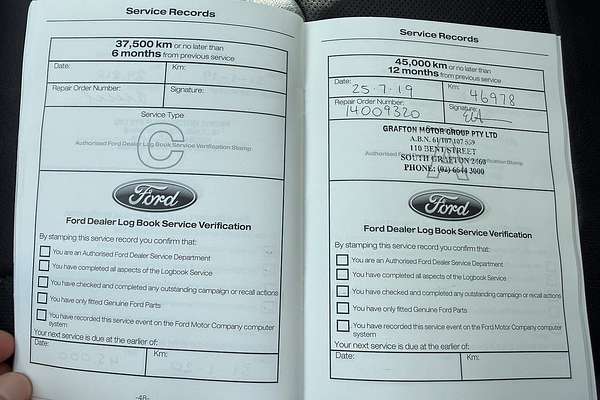 Service Records
37,500 km or no later than
6 months from previous service
Date:
Km:
Repair Order Number:
Signature:
Service Type
C
Authorised Ford Dealer Log Book Service Verification Stamp
Ford
Ford Dealer Log Book Service Verification
By stamping this service record you confirm that:
You are an Authorised Ford Dealer Service Department
You have completed all aspects of the Logbook Service
You have checked and completed any outstanding campaign or recall actions
You have only fitted Genuine Ford Parts
You have recorded this service event on the Ford Motor Company computer
system
Your next service is due at the earlier of:
Date:
Km:
-48-
Service Records
45,000 km or no later than
12 months from previous service
Date: 25.7.19
Km: 46978
Repair Order Number: 14009320
Signature:
GRAFTON MOTOR GROUP PTY LTD
A.B.N. 61 107 107 559
110 BENT STREET
SOUTH GRAFTON 2460
PHONE: (02) 6644 3000
Ford
Ford Dealer Log Book Service Verification
By stamping this service record you confirm that:
You are an Authorised Ford Dealer Service Department
You have completed all aspects of the Logbook Service
You have checked and completed any outstanding campaign or recall actions
You have only fitted Genuine Ford Parts
You have recorded this service event on the Ford Motor Company computer
system
Your next service is due at the earlier of:
Date:
Km: